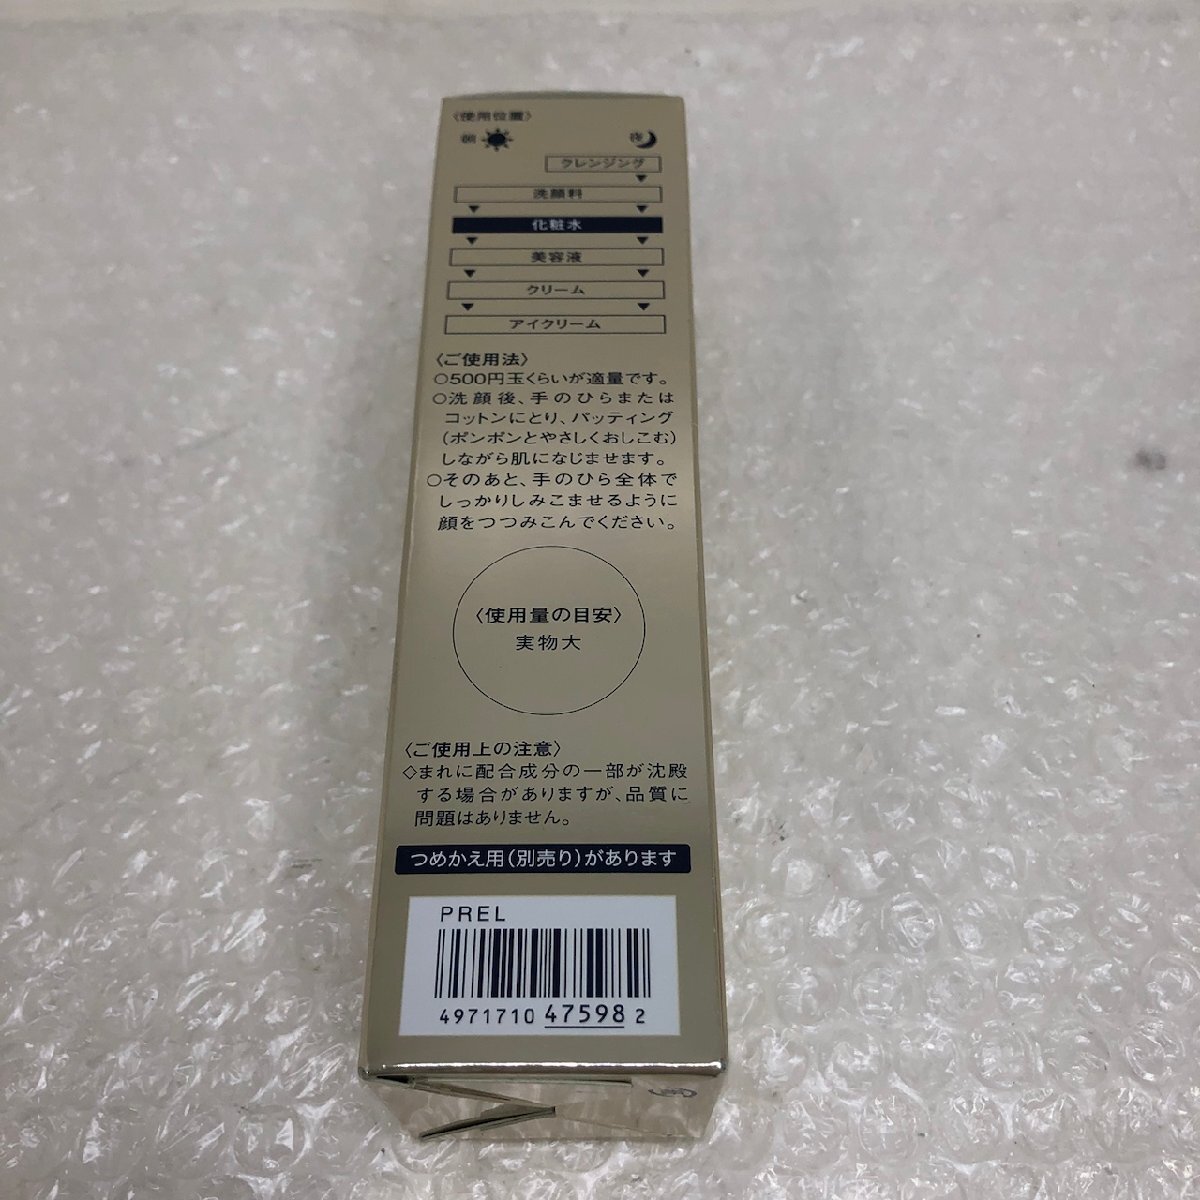 〈使用位置〉
朝 夜
クレンジング
洗顔料
化粧水
美容液
クリーム
アイクリーム
〈ご使用法〉
○500円玉くらいが適量です。
○洗顔後、手のひらまたは
コットンにとり、パッティング
(ポンポンとやさしくおしこむ)
しながら肌になじませます。
○そのあと、手のひら全体で
しっかりしみこませるように
顔をつつみこんでください。
〈使用量の目安〉
実物大
〈ご使用上の注意〉
◇まれに配合成分の一部が沈殿
する場合がありますが、品質に
問題はありません。
つめかえ用(別売り)があります
PREL
4971710 47598 2